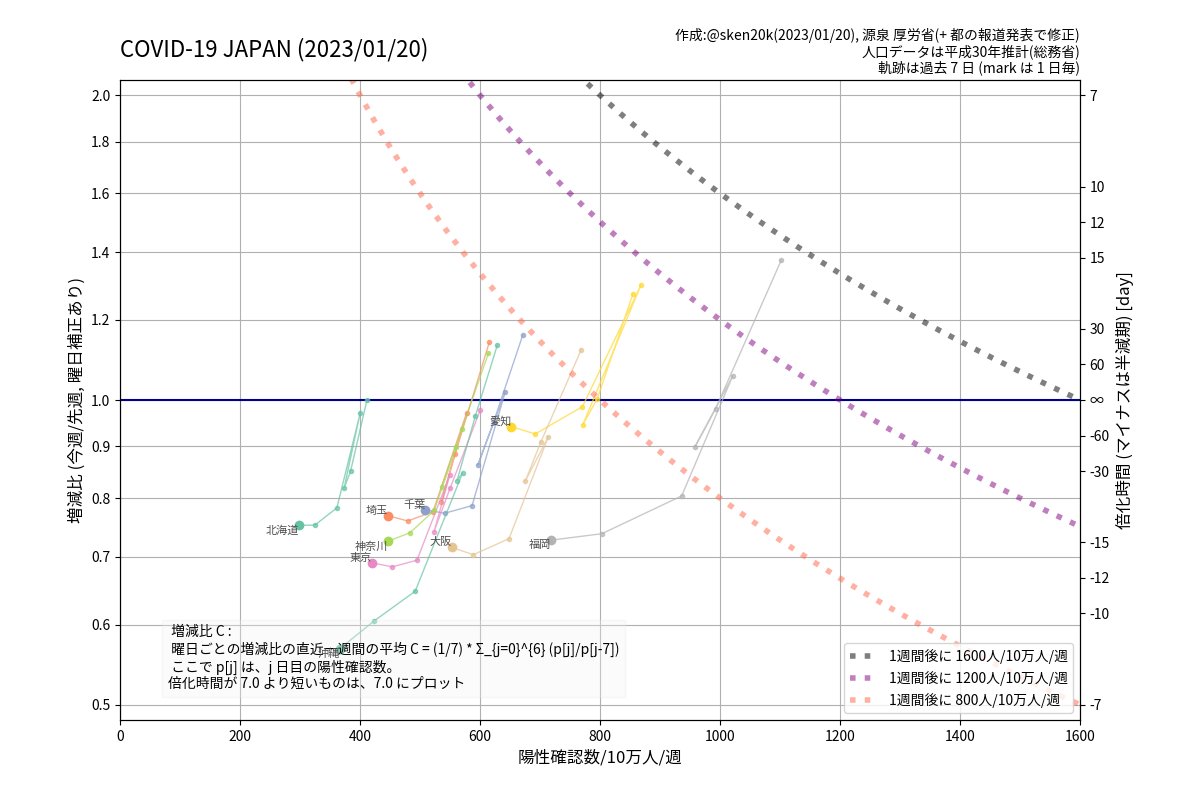 COVID-19 JAPAN (2023/01/20)
作成:@sken20k(2023/01/20), 源泉 厚労省(+ 都の報道発表で修正)
人口データは平成30年推計(総務省)
軌跡は過去 7 日 (mark は 1 日毎)
増減比 (今週/先週, 曜日補正あり)
2.0
1.8
1.6
1.4
1.2
1.0
0.9
0.8
0.7
0.6
0.5
愛知
千葉
埼玉
北海道
大阪
福岡
神奈川
東京
増減比 C :
曜日ごとの増減比の直近一週間の平均 C = (1/7) * Σ_{j=0}^{6} (p[j]/p[j-7])
ここで p[j] は、j 日目の陽性確認数。
倍化時間が 7.0 より短いものは、7.0 にプロット
1週間後に 1600人/10万人/週
1週間後に 1200人/10万人/週
1週間後に 800人/10万人/週
7
10
12
15
30
60
∞
-60
-30
-15
-12
-10
-7
倍化時間 (マイナスは半減期) [day]
0 200 400 600 800 1000 1200 1400 1600
陽性確認数/10万人/週